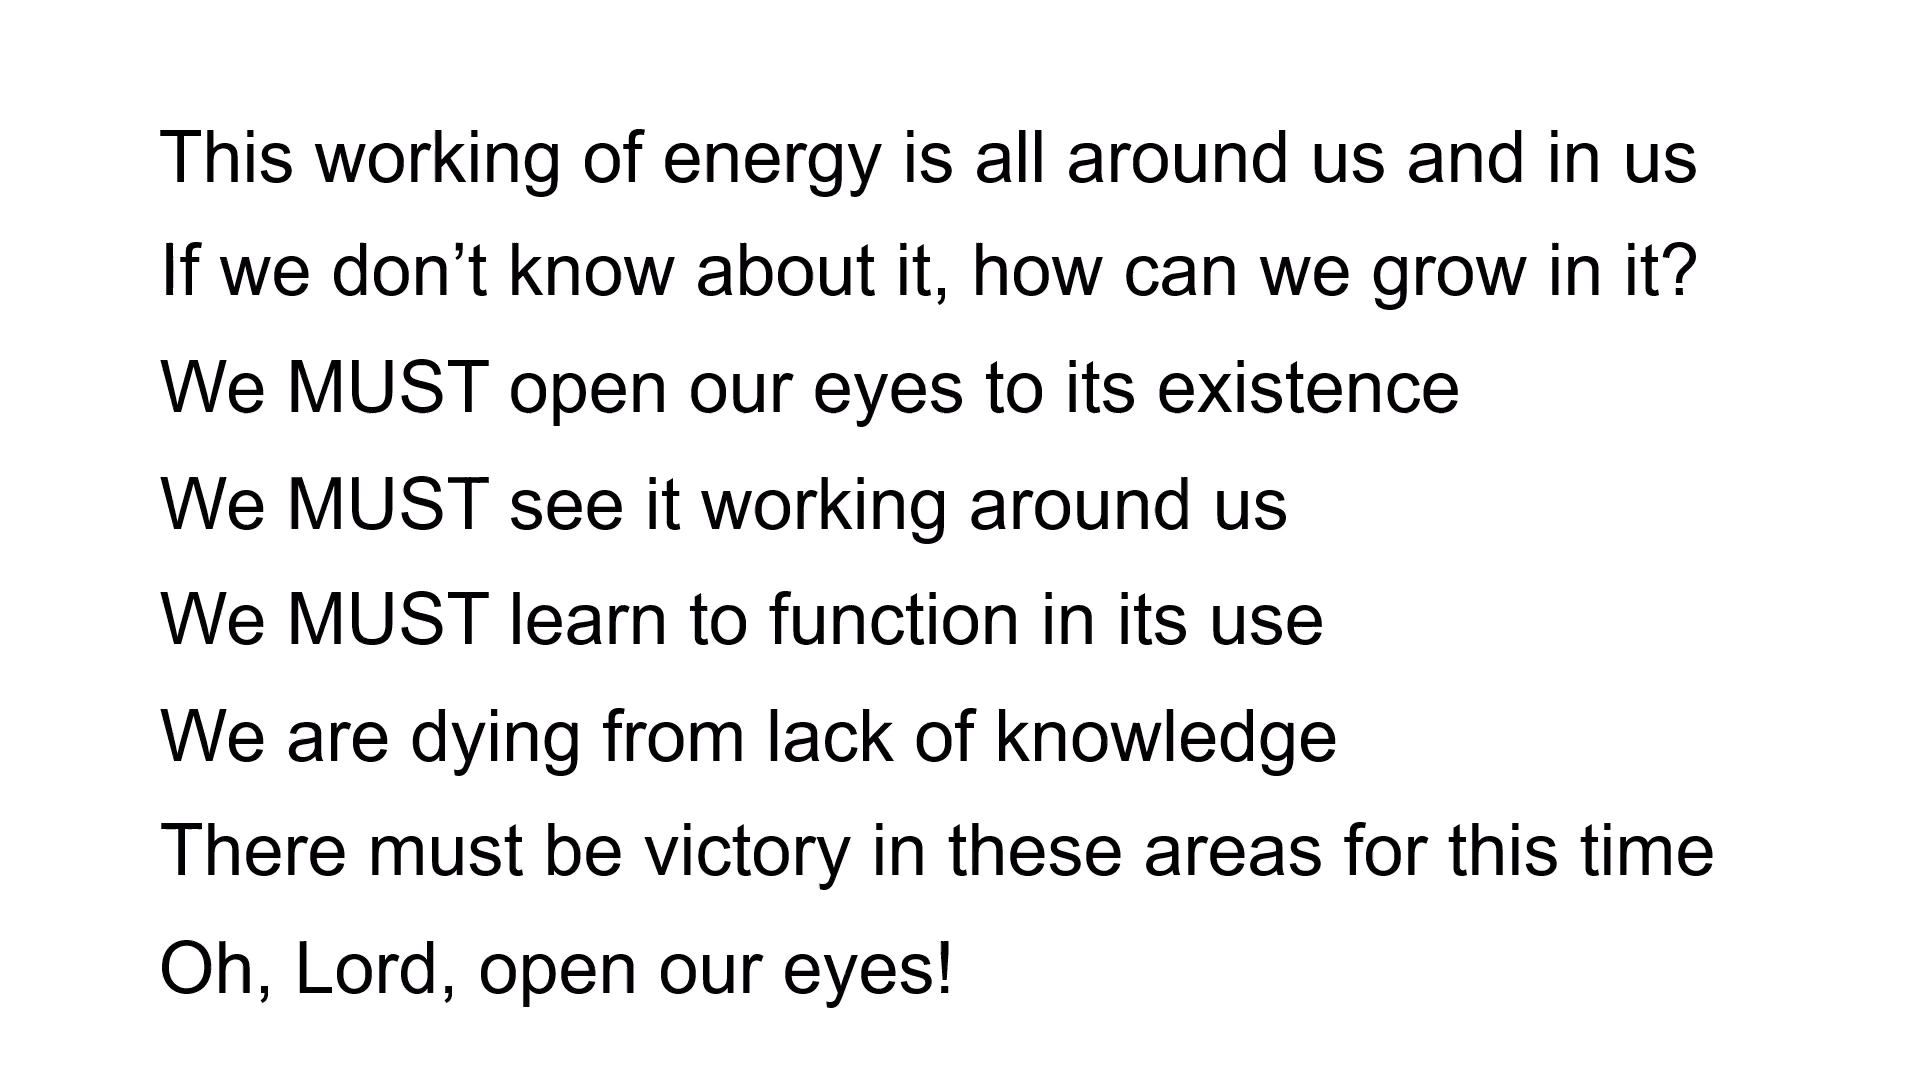 This working of energy is all around us and in us
If we don’t know about it, how can we grow in it?
We MUST open our eyes to its existence
We MUST see it working around us
We MUST learn to function in its use
We are dying from lack of knowledge
There must be victory in these areas for this time
Oh, Lord, open our eyes!